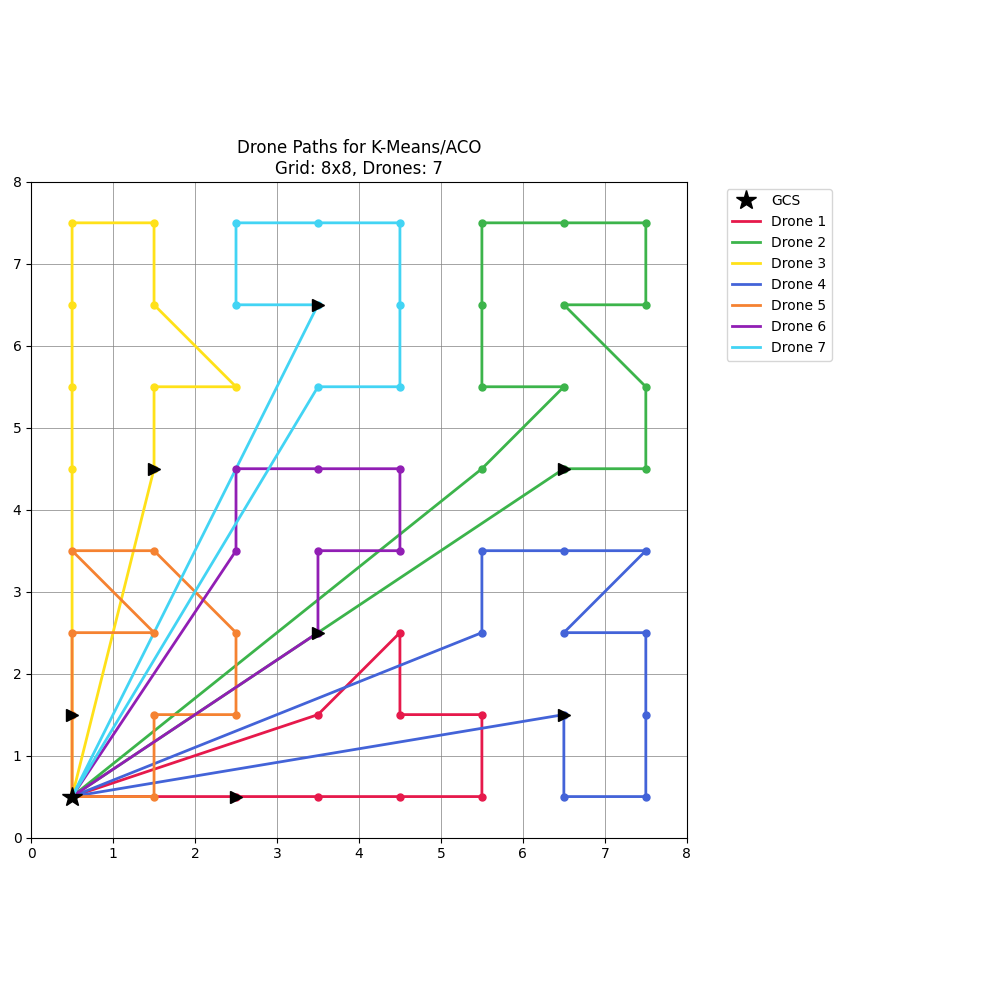 Drone Paths for K-Means/ACO
Grid: 8x8, Drones: 7
8
7
6
5
4
3
2
1
0
0 1 2 3 4 5 6 7 8
GCS
Drone 1
Drone 2
Drone 3
Drone 4
Drone 5
Drone 6
Drone 7